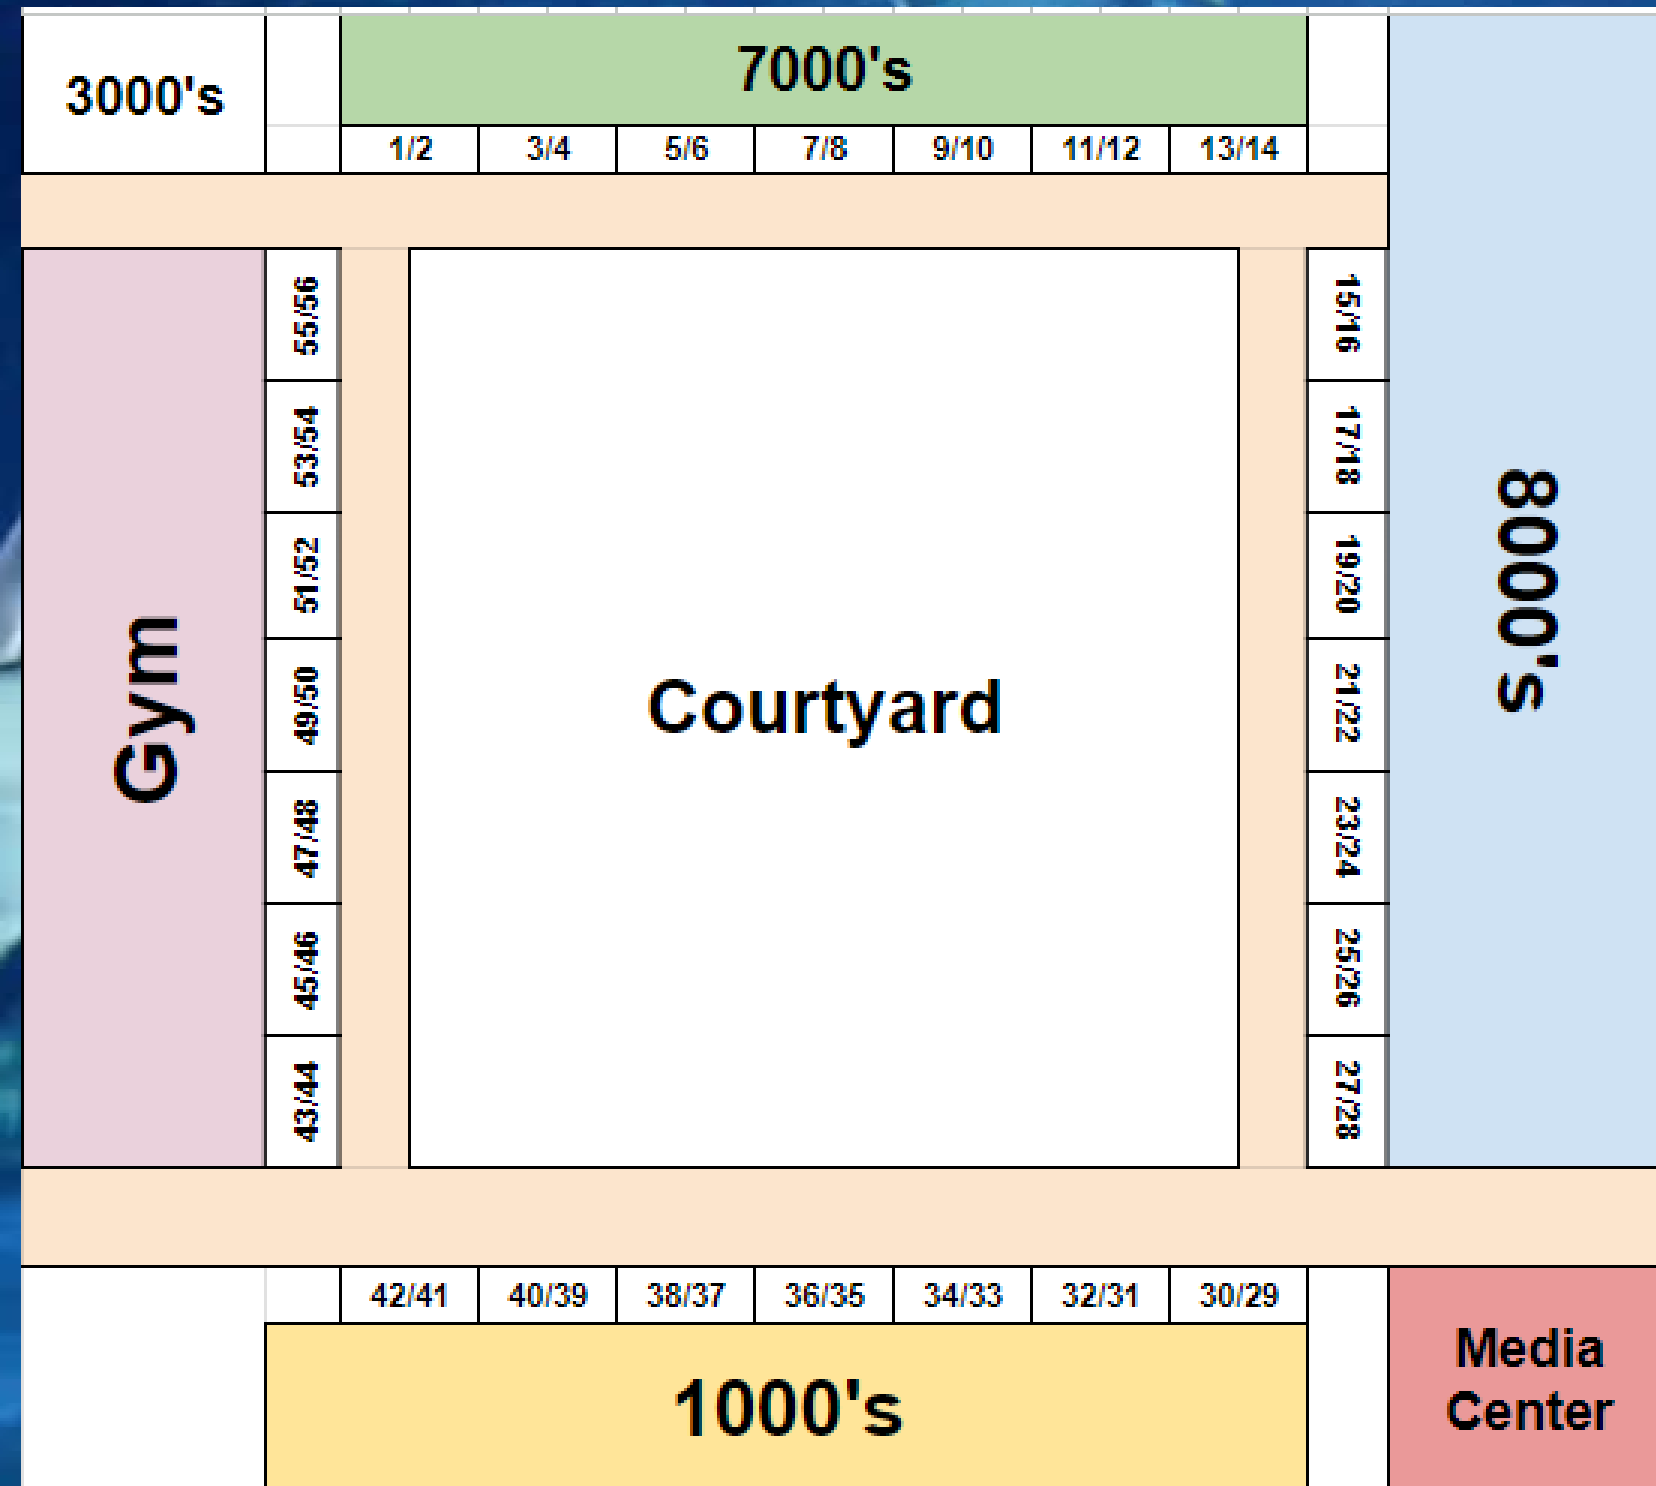 3000's
7000's
1/2 3/4 5/6 7/8 9/10 11/12 13/14
Gym
55/56
53/54
51/52
49/50
47/48
45/46
43/44
Courtyard
15/16
17/18
19/20
21/22
23/24
25/26
27/28
8000's
42/41 40/39 38/37 36/35 34/33 32/31 30/29
1000's
Media
Center